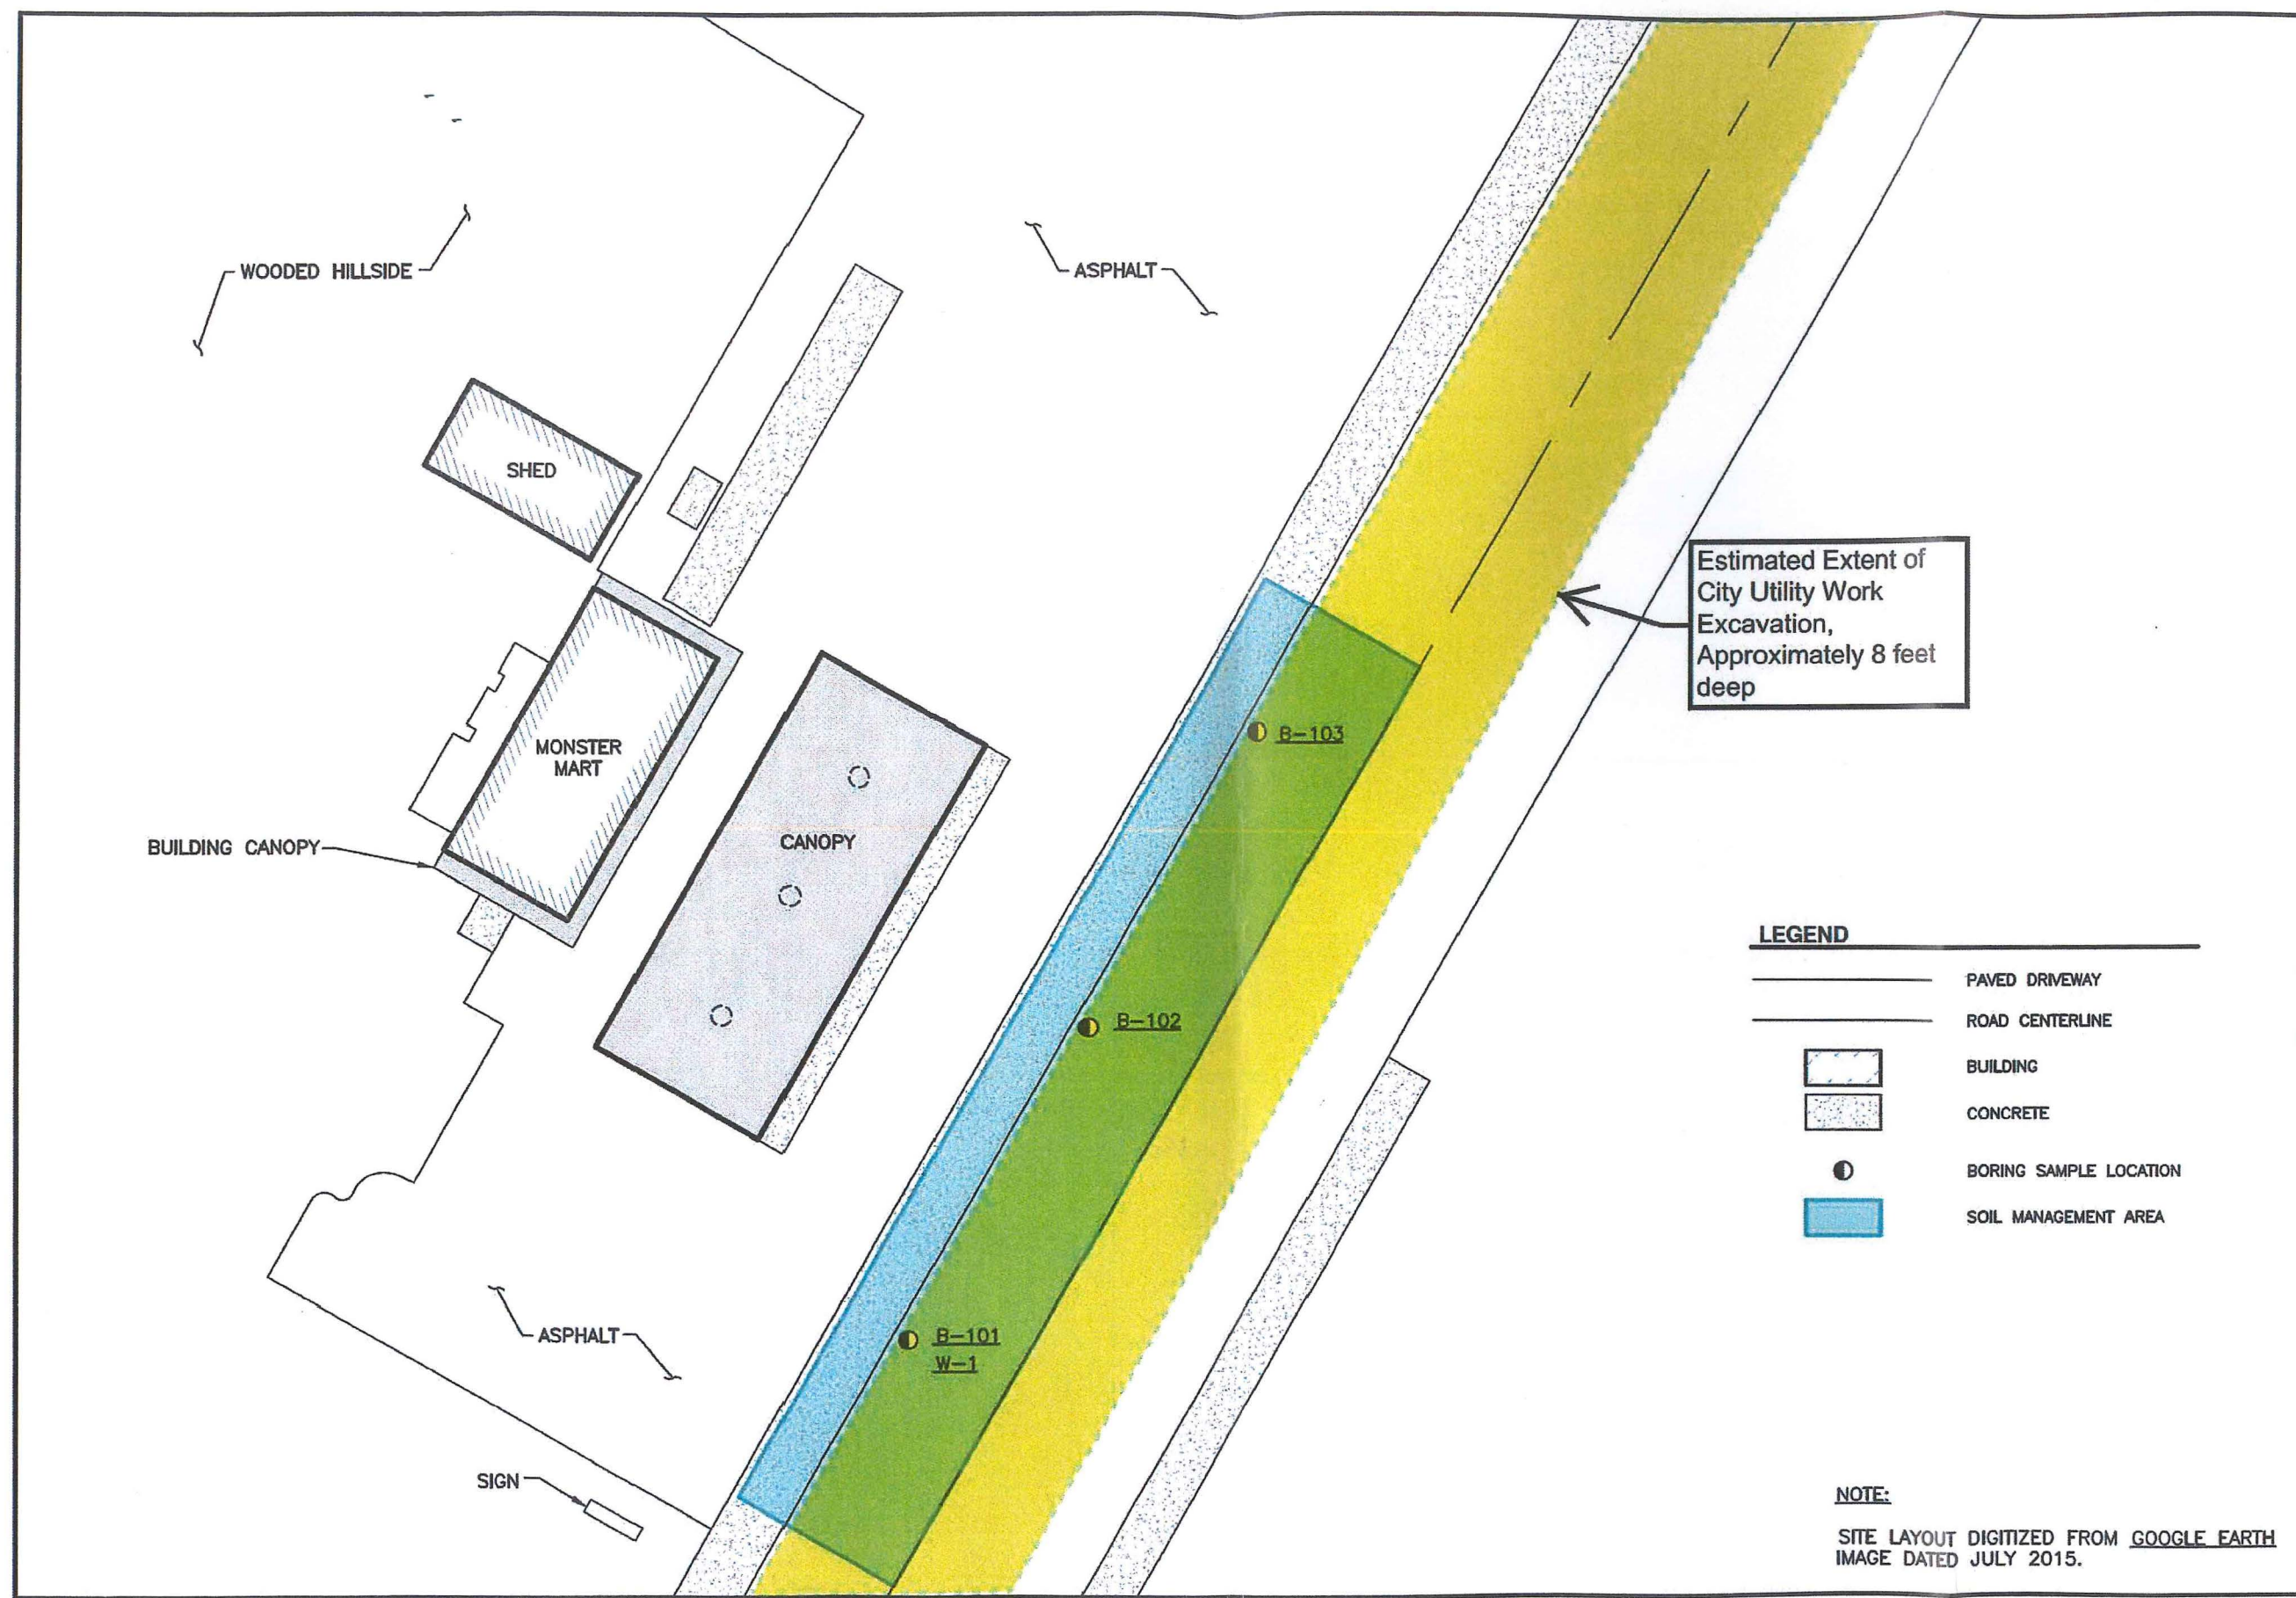 WOODED HILLSIDE
ASPHALT
SHED
Estimated Extent of
City Utility Work
Excavation,
Approximately 8 feet
deep
MONSTER
MART
B-103
BUILDING CANOPY
CANOPY
LEGEND
PAVED DRIVEWAY
ROAD CENTERLINE
B-102
BUILDING
CONCRETE
BORING SAMPLE LOCATION
SOIL MANAGEMENT AREA
ASPHALT
B-101
W-1
SIGN
NOTE:
SITE LAYOUT DIGITIZED FROM GOOGLE EARTH
IMAGE DATED JULY 2015.